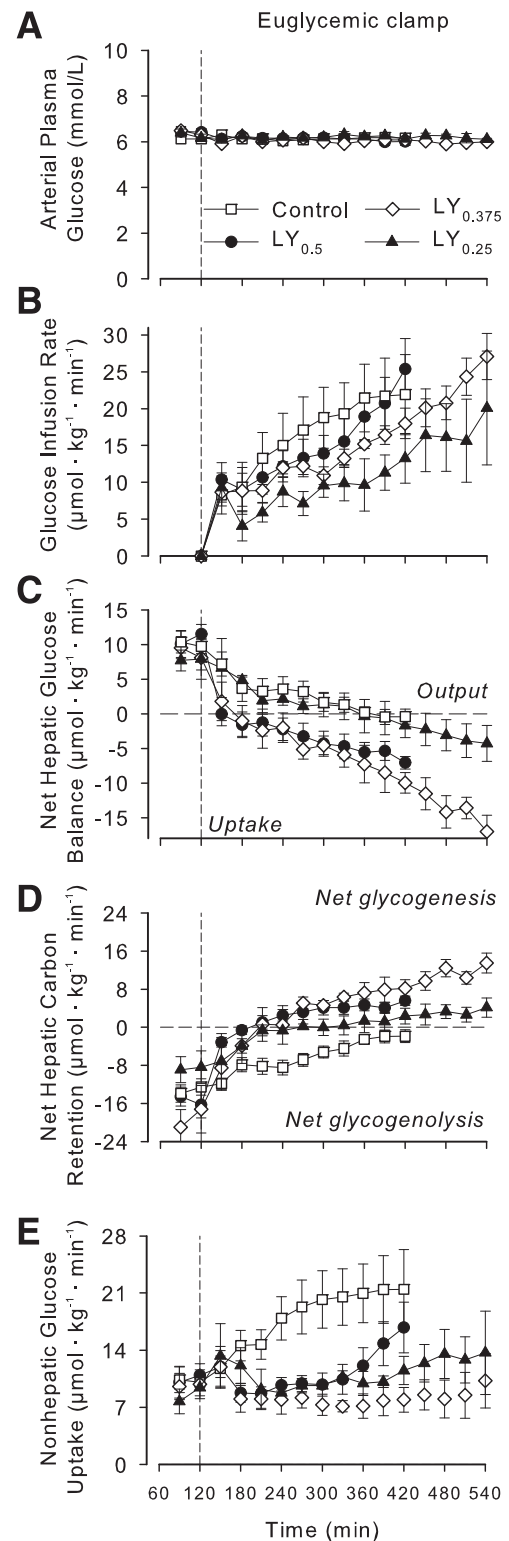 A
Euglycemic clamp
Arterial Plasma
Glucose (mmol/L)
10
8
6
4
2
0
Control
LY0.375
LY0.5
LY0.25
B
Glucose Infusion Rate
(µmol · kg-1 · min-1)
30
25
20
15
10
5
0
C
Net Hepatic Glucose
Balance (µmol · kg-1 · min-1)
15
10
5
0
-5
-10
-15
Output
Uptake
D
Net Hepatic Carbon
Retention (µmol · kg-1 · min-1)
Net glycogenesis
24
16
8
0
-8
-16
-24
Net glycogenolysis
E
Nonhepatic Glucose
Uptake (µmol · kg-1 · min-1)
28
21
14
7
0
60 120 180 240 300 360 420 480 540
Time (min)